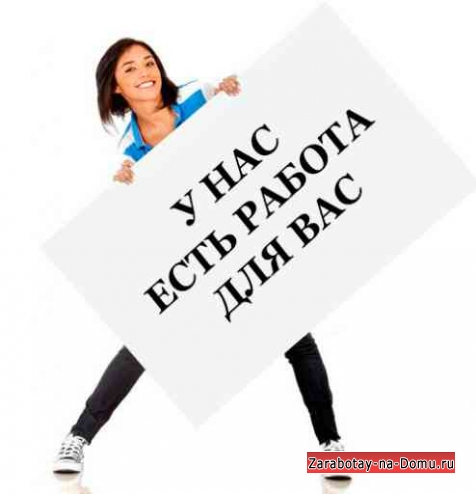 У НАС
ЕСТЬ РАБОТА
ДЛЯ ВАС
Zarabotay-na-Domu.ru